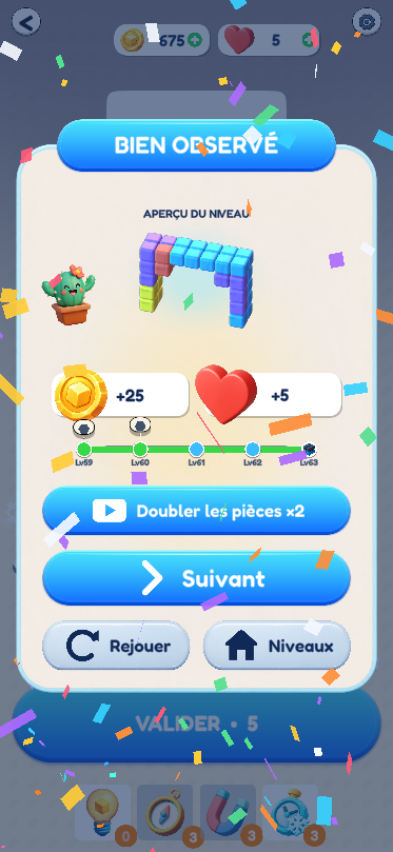 675
5
BIEN OBSERVÉ
APERÇU DU NIVEAU
+25
+5
Lv59 Lv60 Lv61 Lv62 Lv63
Doubler les pièces ×2
Suivant
Rejouer Niveaux
VALIDER • 5
0 3 3 3